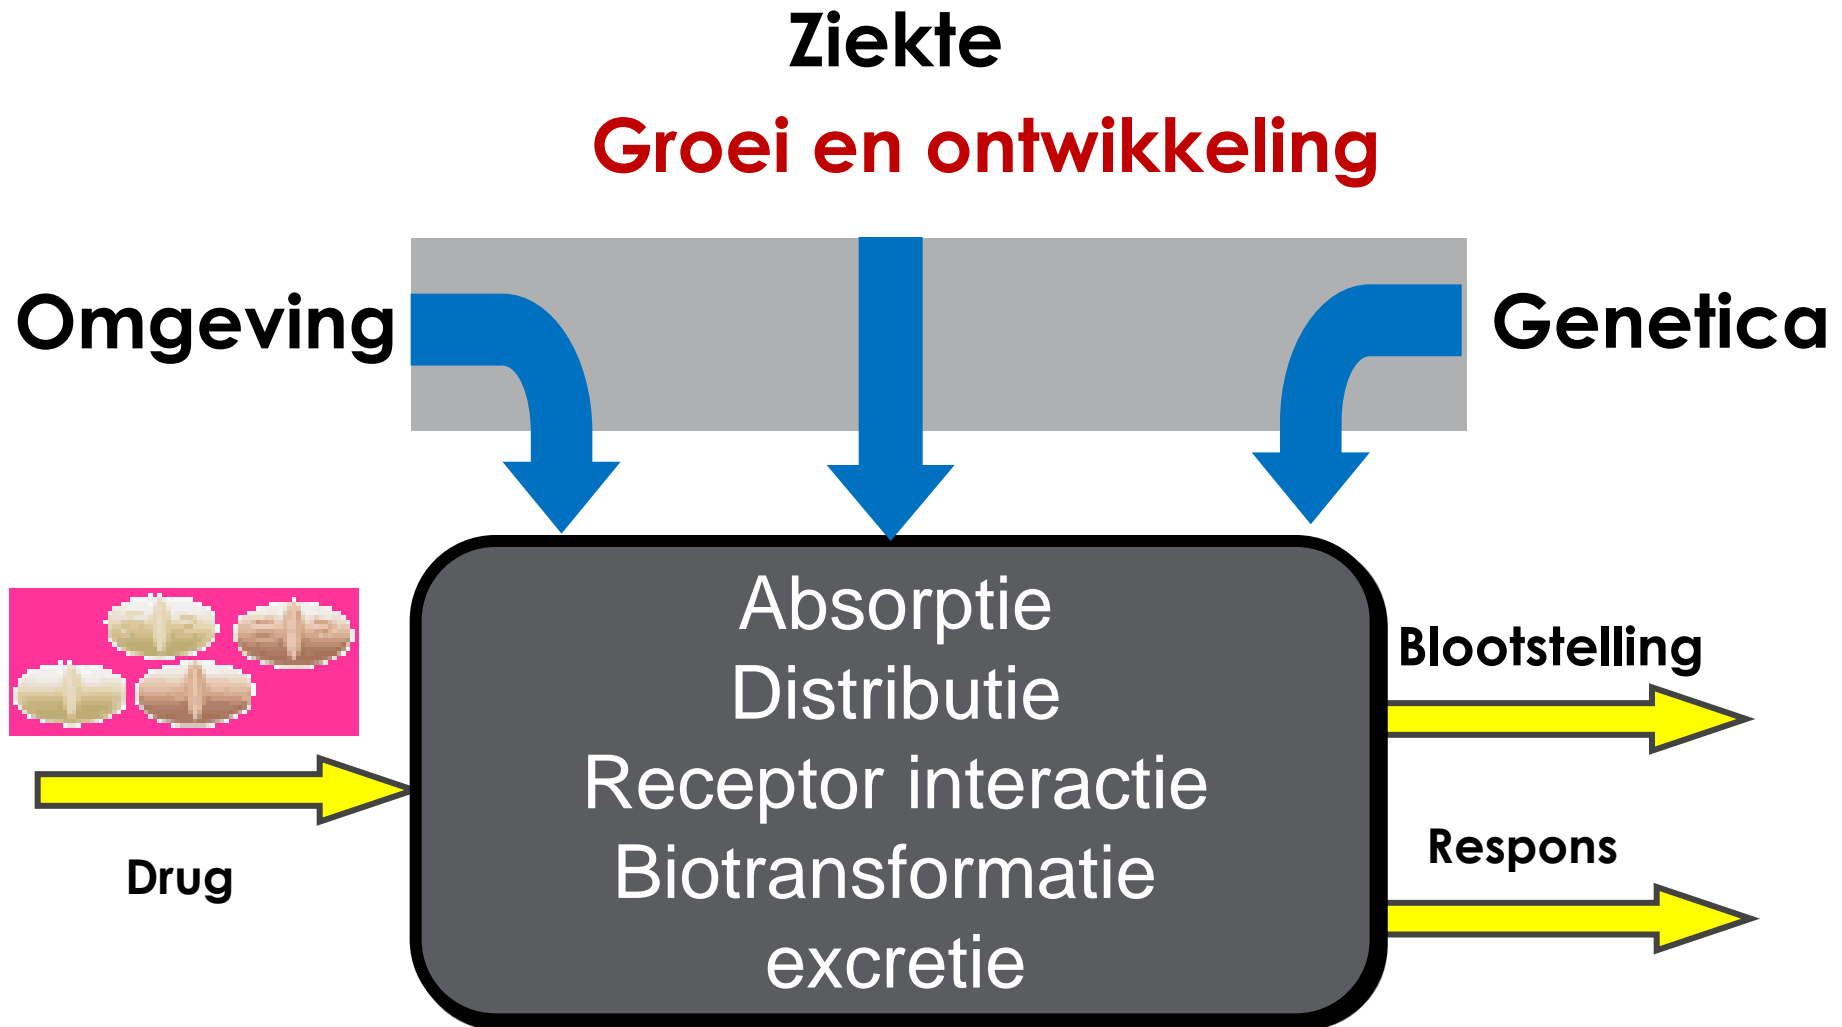 Ziekte
Groei en ontwikkeling
Omgeving
Genetica
Absorptie
Distributie
Receptor interactie
Biotransformatie
excretie
Drug
Blootstelling
Respons